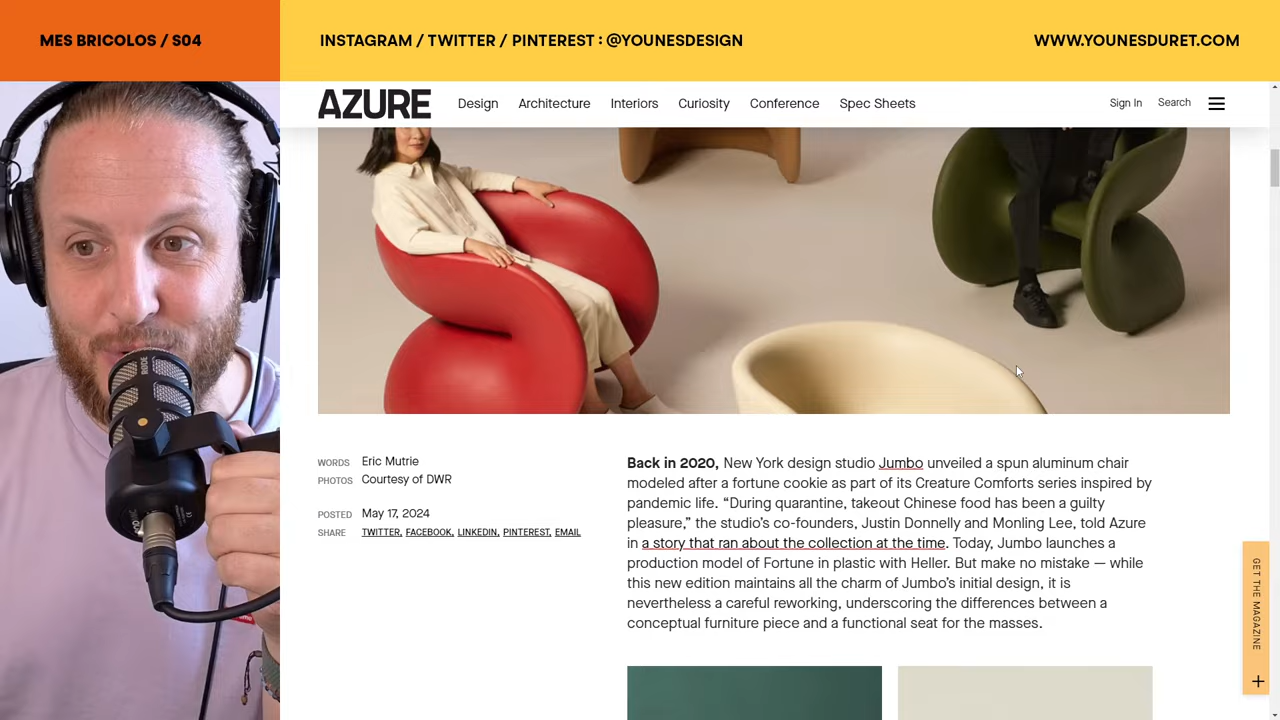 MES BRICOLOS / S04
INSTAGRAM / TWITTER / PINTEREST : @YOUNESDESIGN
WWW.YOUNESDURET.COM
AZURE
Design Architecture Interiors Curiosity Conference Spec Sheets
Sign In Search
RØDE
WORDS Eric Mutrie
PHOTOS Courtesy of DWR
POSTED May 17, 2024
SHARE TWITTER, FACEBOOK, LINKEDIN, PINTEREST, EMAIL
Back in 2020, New York design studio Jumbo unveiled a spun aluminum chair
modeled after a fortune cookie as part of its Creature Comforts series inspired by
pandemic life. “During quarantine, takeout Chinese food has been a guilty
pleasure,” the studio’s co-founders, Justin Donnelly and Monling Lee, told Azure
in a story that ran about the collection at the time. Today, Jumbo launches a
production model of Fortune in plastic with Heller. But make no mistake — while
this new edition maintains all the charm of Jumbo’s initial design, it is
nevertheless a careful reworking, underscoring the differences between a
conceptual furniture piece and a functional seat for the masses.
GET THE MAGAZINE
+